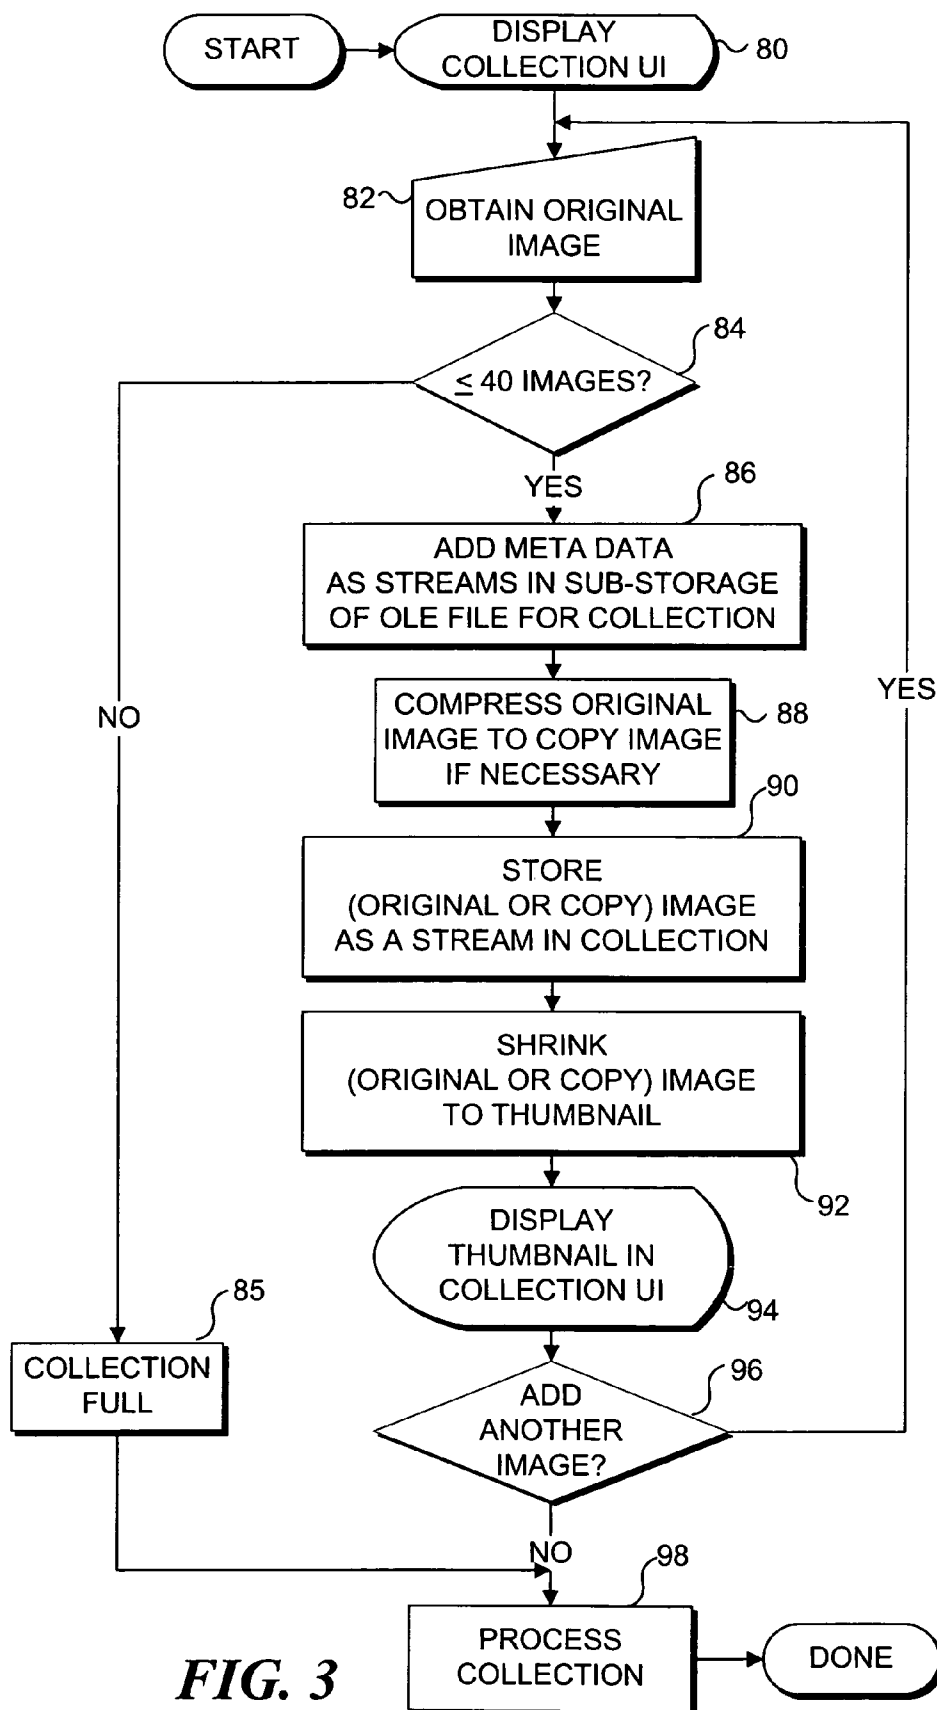 START
DISPLAY
COLLECTION UI
80
82
OBTAIN ORIGINAL
IMAGE
84
≤ 40 IMAGES?
YES
86
ADD META DATA
AS STREAMS IN SUB-STORAGE
OF OLE FILE FOR COLLECTION
YES
NO
COMPRESS ORIGINAL
IMAGE TO COPY IMAGE
IF NECESSARY
88
90
STORE
(ORIGINAL OR COPY) IMAGE
AS A STREAM IN COLLECTION
SHRINK
(ORIGINAL OR COPY) IMAGE
TO THUMBNAIL
92
DISPLAY
THUMBNAIL IN
COLLECTION UI
94
85
COLLECTION
FULL
96
ADD
ANOTHER
IMAGE?
NO
98
PROCESS
COLLECTION
DONE
FIG. 3